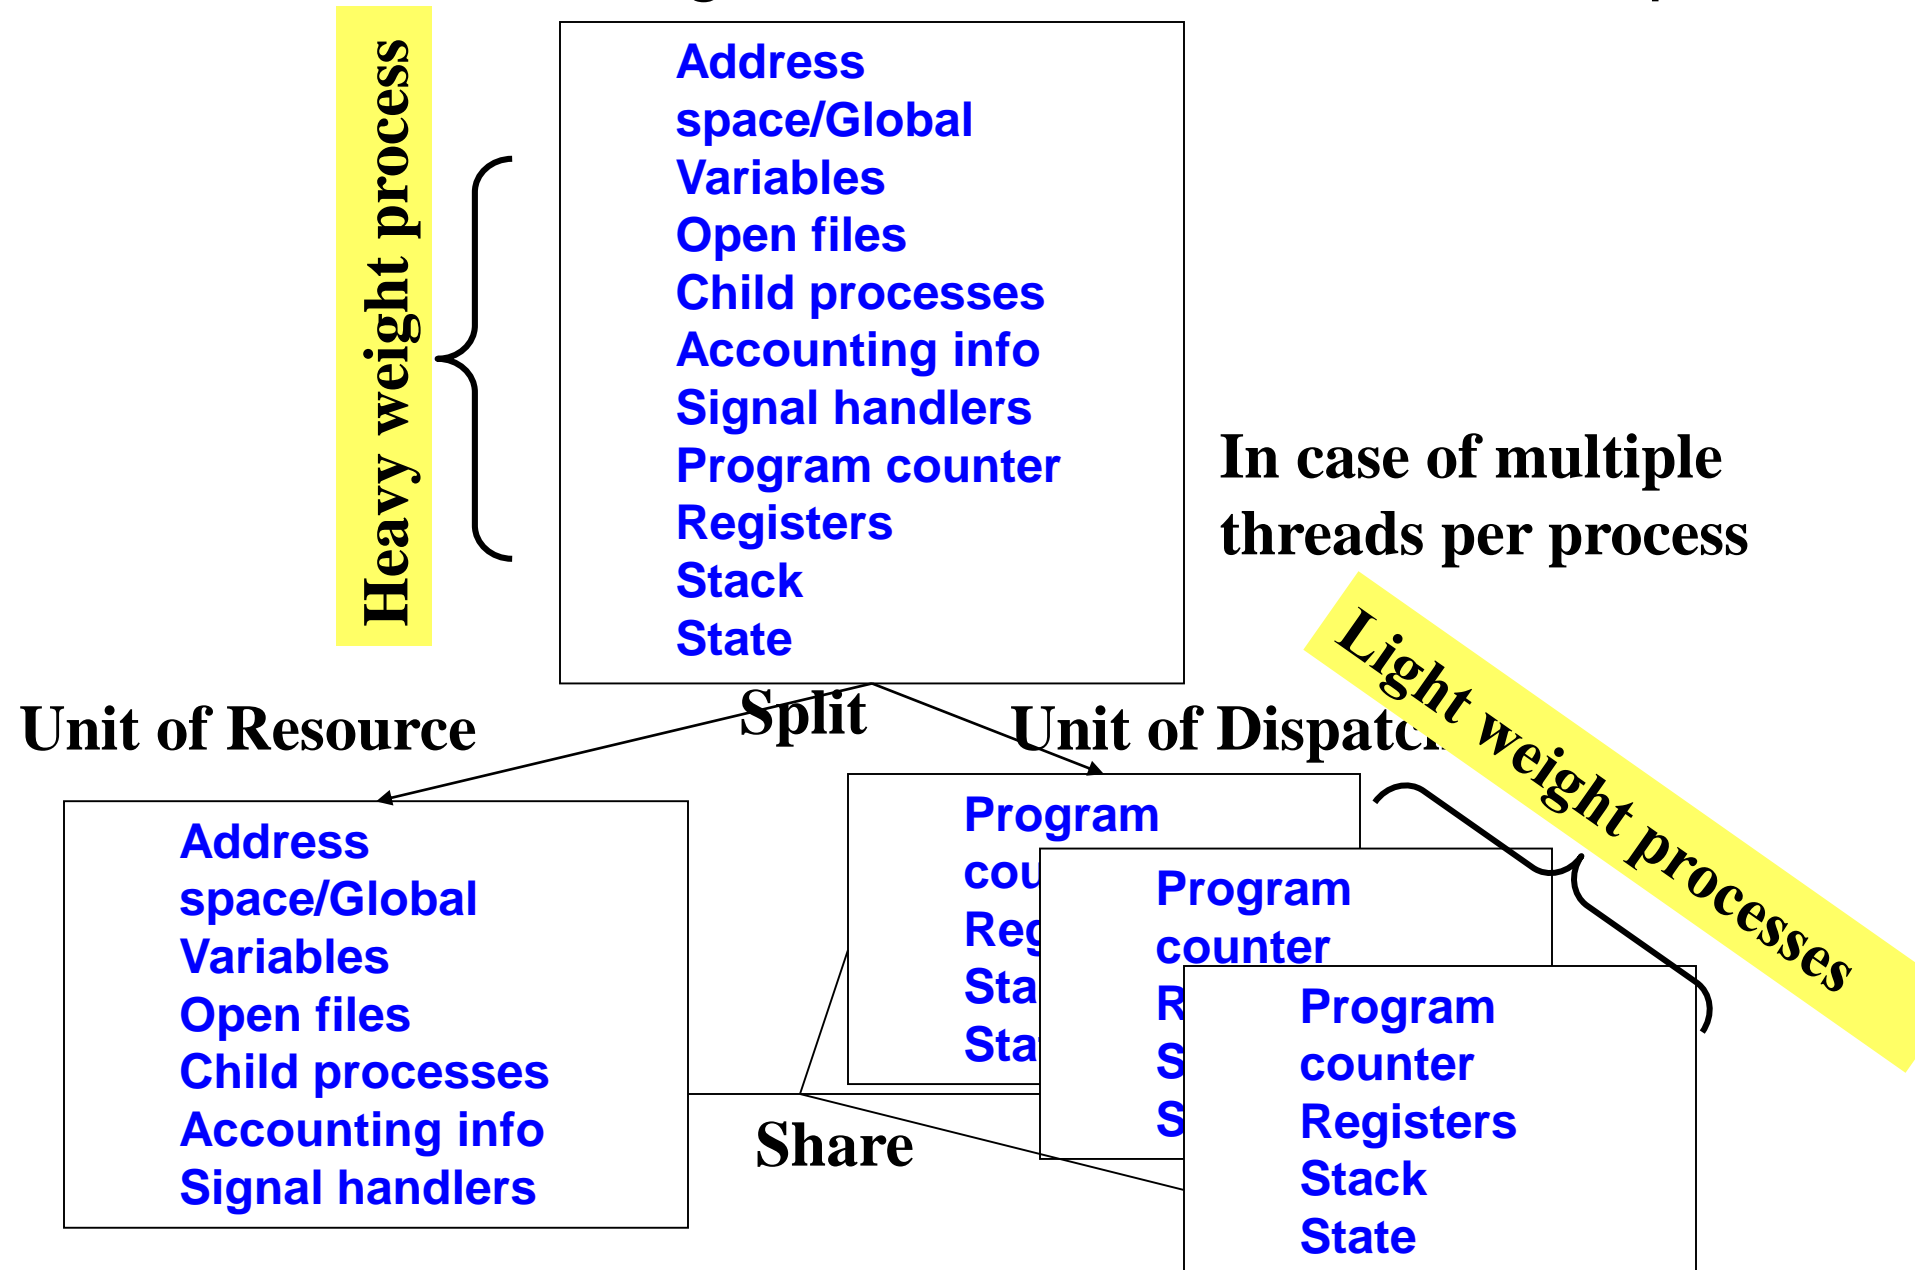 Heavy weight process
Address
space/Global
Variables
Open files
Child processes
Accounting info
Signal handlers
Program counter
Registers
Stack
State
In case of multiple
threads per process
Light weight processes
Split
Unit of Resource
Unit of
Address
space/Global
Variables
Open files
Child processes
Accounting info
Signal handlers
Share
Program
Program
counter
Program
counter
Registers
Stack
State